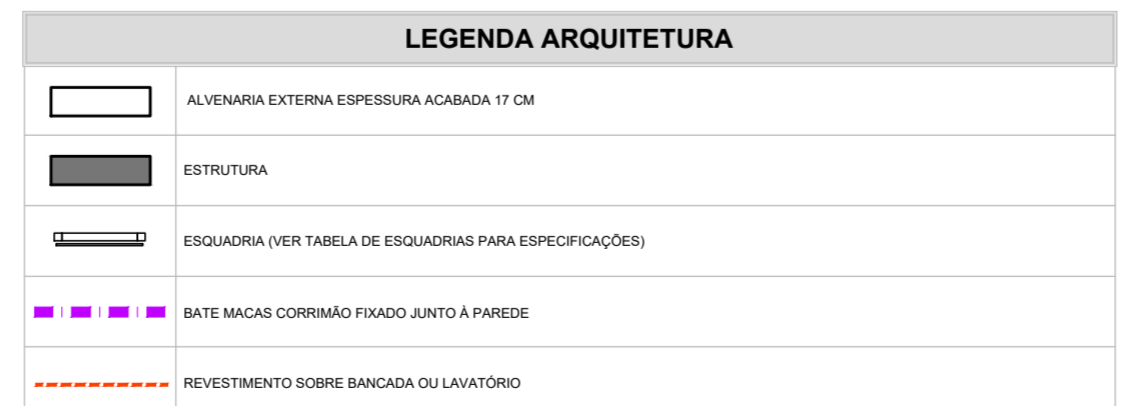 LEGENDA ARQUITETURA
ALVENARIA EXTERNA ESPESSURA ACABADA 17 CM
ESTRUTURA
ESQUADRIA (VER TABELA DE ESQUADRIAS PARA ESPECIFICAÇÕES)
BATE MACAS CORRIMÃO FIXADO JUNTO À PAREDE
REVESTIMENTO SOBRE BANCADA OU LAVATÓRIO